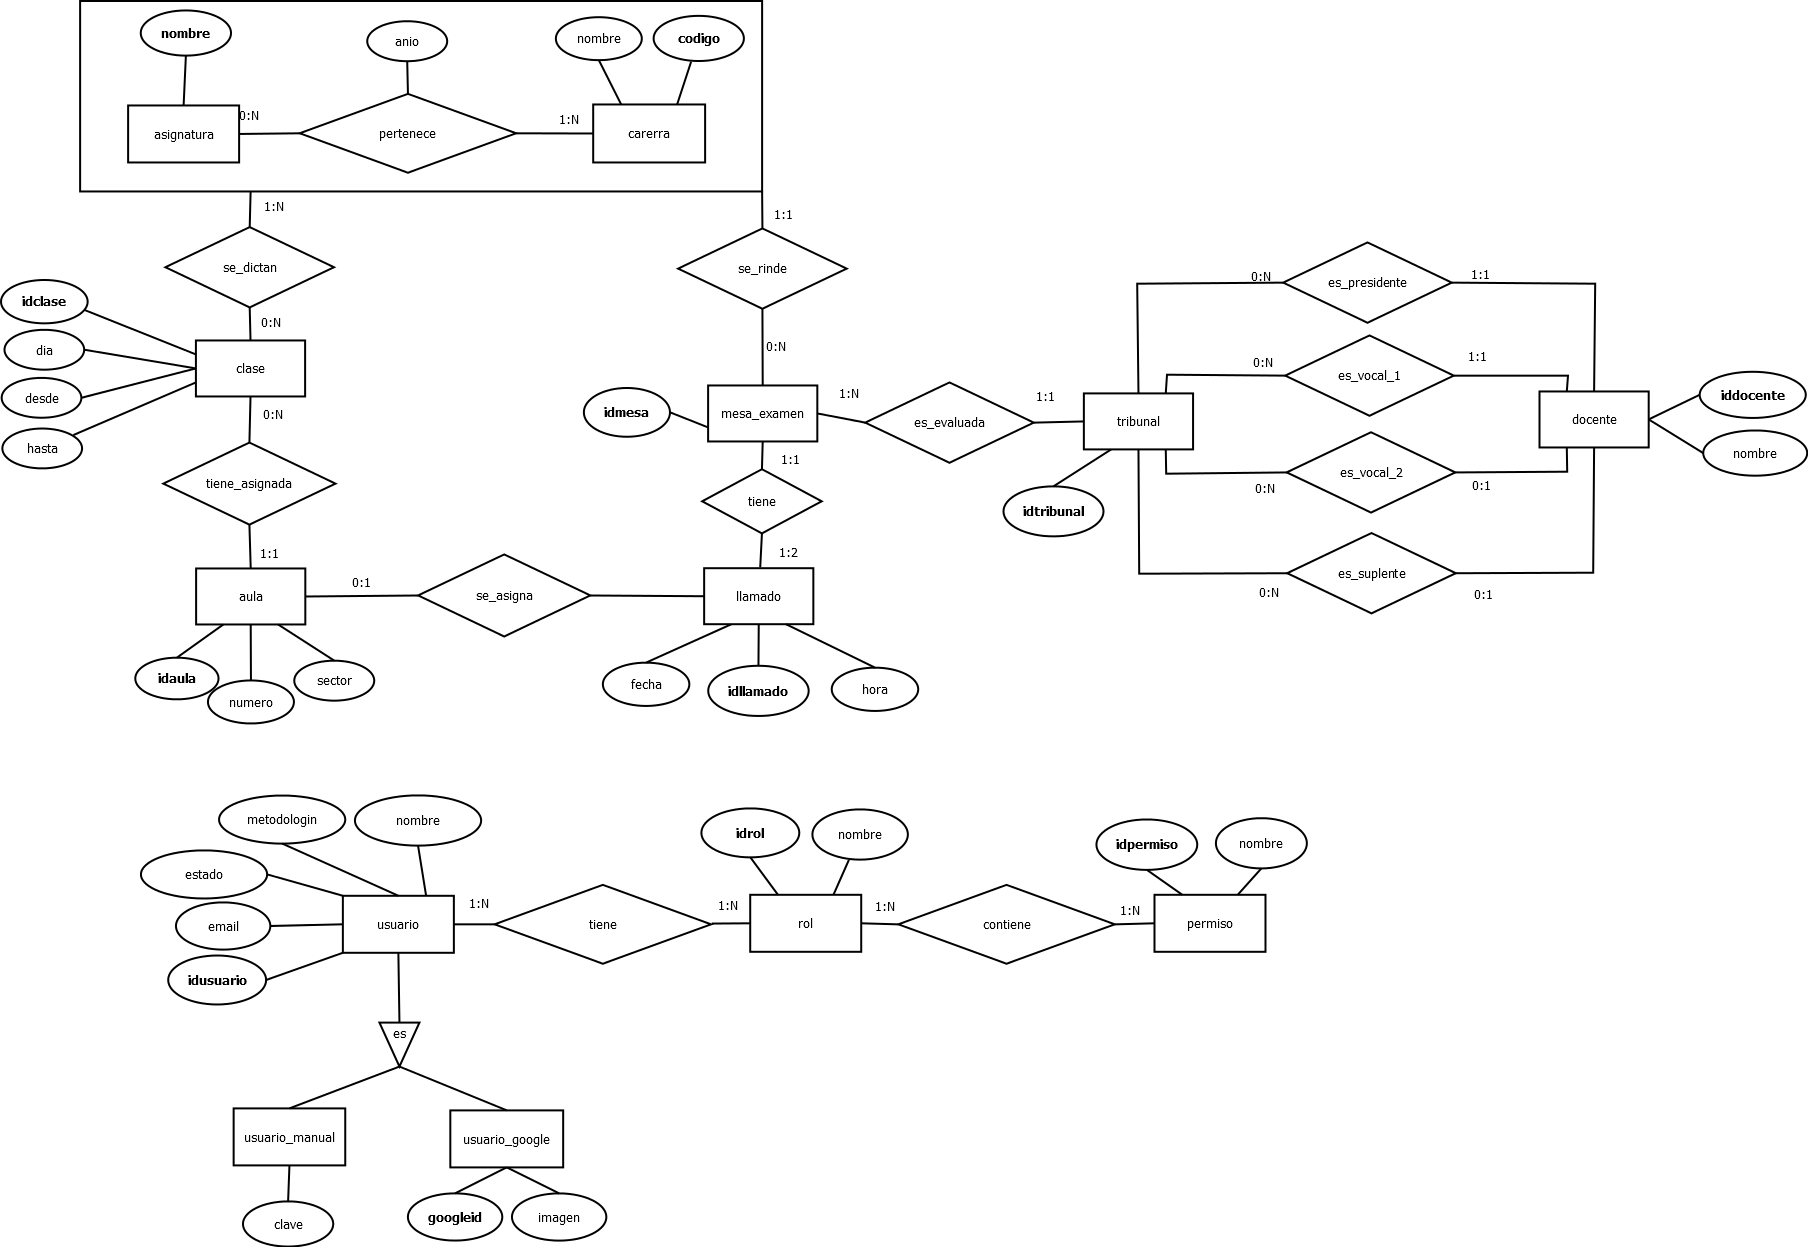 nombre
anio
nombre
codigo
asignatura
0:N
pertenece
1:N
carerra
1:N
1:1
se_dictan
se_rinde
0:N
es_presidente
1:1
idclase
0:N
0:N
dia
clase
0:N
es_vocal_1
1:1
desde
hasta
0:N
idmesa
mesa_examen
1:N
es_evaluada
1:1
tribunal
docente
iddocente
nombre
tiene_asignada
1:1
tiene
0:N
es_vocal_2
0:1
idtribunal
1:1
1:2
aula
0:1
se_asigna
llamado
0:N
es_suplente
0:1
idaula
numero
sector
fecha
idllamado
hora
metodologin
nombre
idrol
nombre
idpermiso
nombre
estado
email
usuario
1:N
tiene
1:N
rol
1:N
contiene
1:N
permiso
idusuario
es
usuario_manual
usuario_google
clave
googleid
imagen